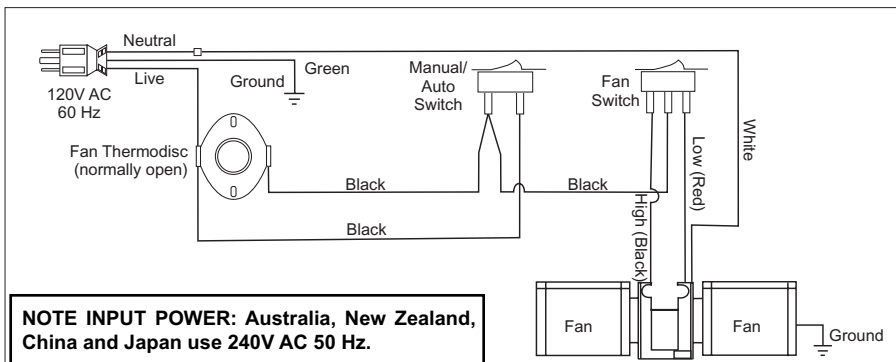 Neutral
Live
120V AC
60 Hz
Ground
Green
Manual/
Auto
Switch
Fan
Switch
Fan Thermodisc
(normally open)
Black
Black
Black
High (Black)
Low (Red)
White
Fan
Fan
Ground
NOTE INPUT POWER: Australia, New Zealand,
China and Japan use 240V AC 50 Hz.